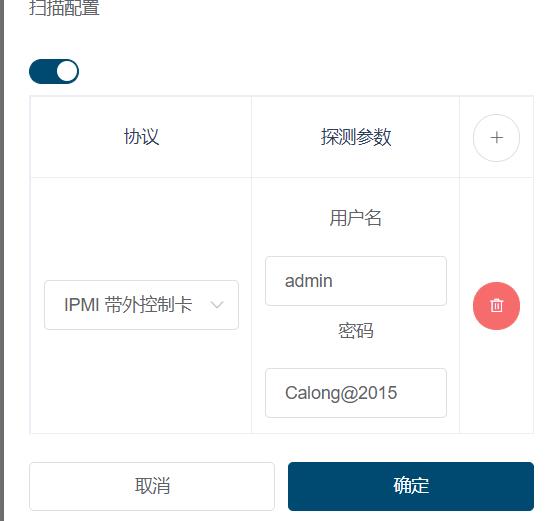 扫描配置
协议
探测参数
用户名
admin
IPMI 带外控制卡
密码
Calong@2015
取消
确定